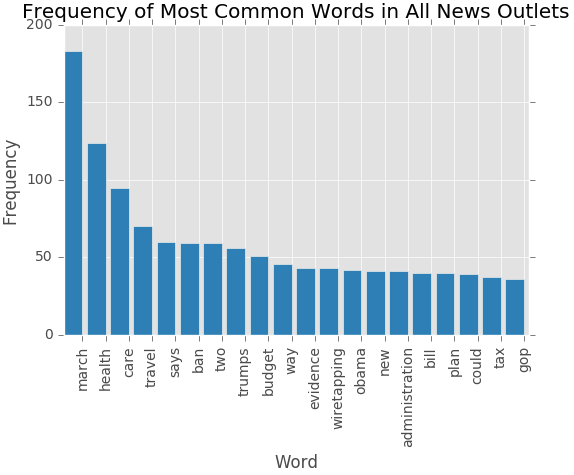 Frequency of Most Common Words in All News Outlets
200
150
100
50
0
Frequency
march
health
care
travel
says
ban
two
trumps
budget
way
evidence
wiretapping
obama
new
administration
bill
plan
could
tax
gop
Word